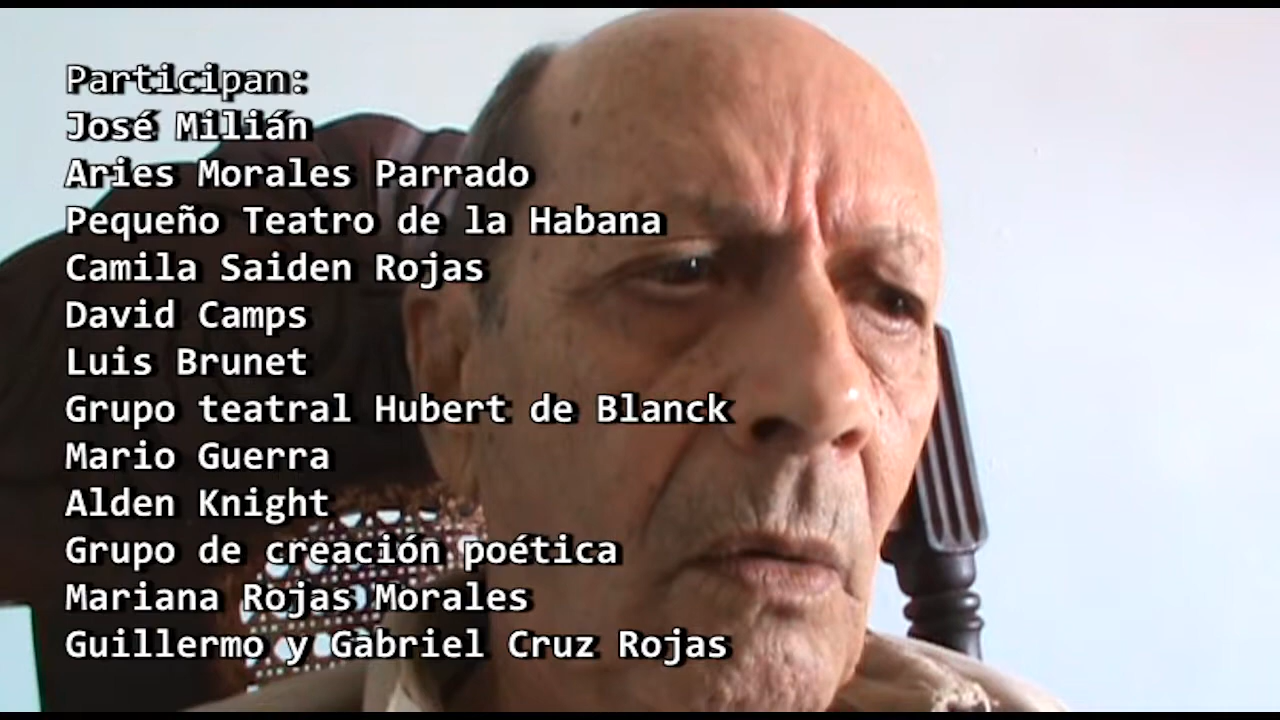 Participan:
José Milián
Aries Morales Parrado
Pequeño Teatro de la Habana
Camila Saiden Rojas
David Camps
Luis Brunet
Grupo teatral Hubert de Blanck
Mario Guerra
Alden Knight
Grupo de creación poética
Mariana Rojas Morales
Guillermo y Gabriel Cruz Rojas